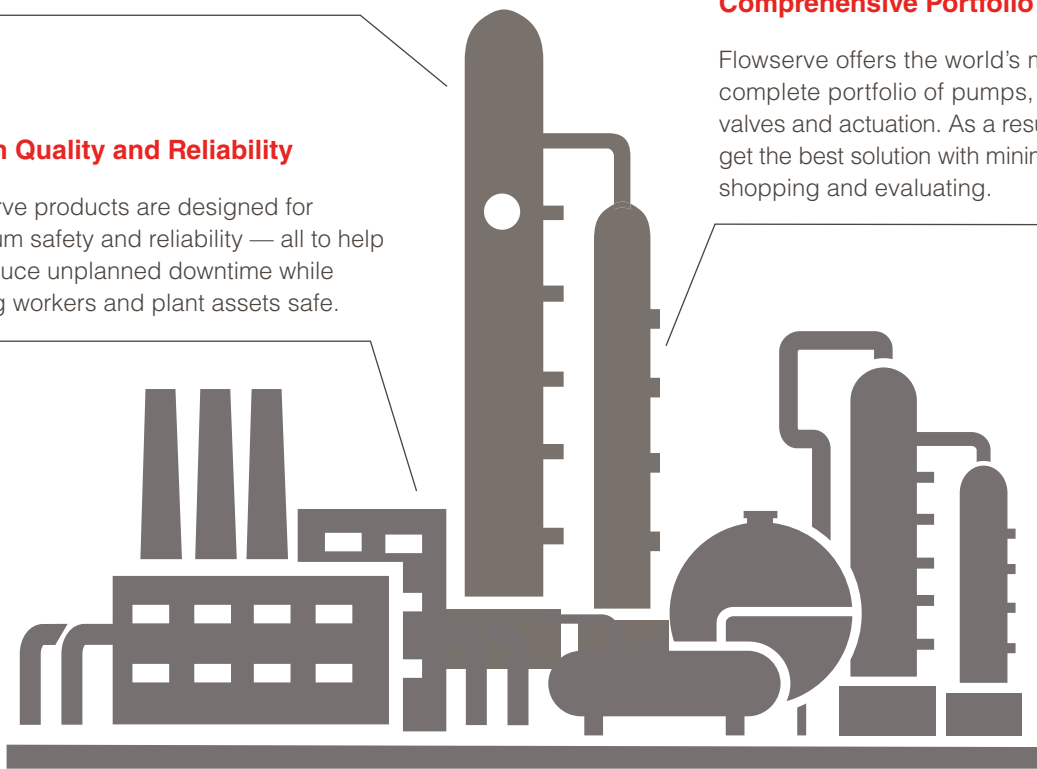 Quality and Reliability
products are designed for
safety and reliability — all to help
unplanned downtime while
workers and plant assets safe.
Comprehensive Portfolio
Flowserve offers the world's
complete portfolio of pumps,
valves and actuation. As a
get the best solution with
shopping and evaluating.